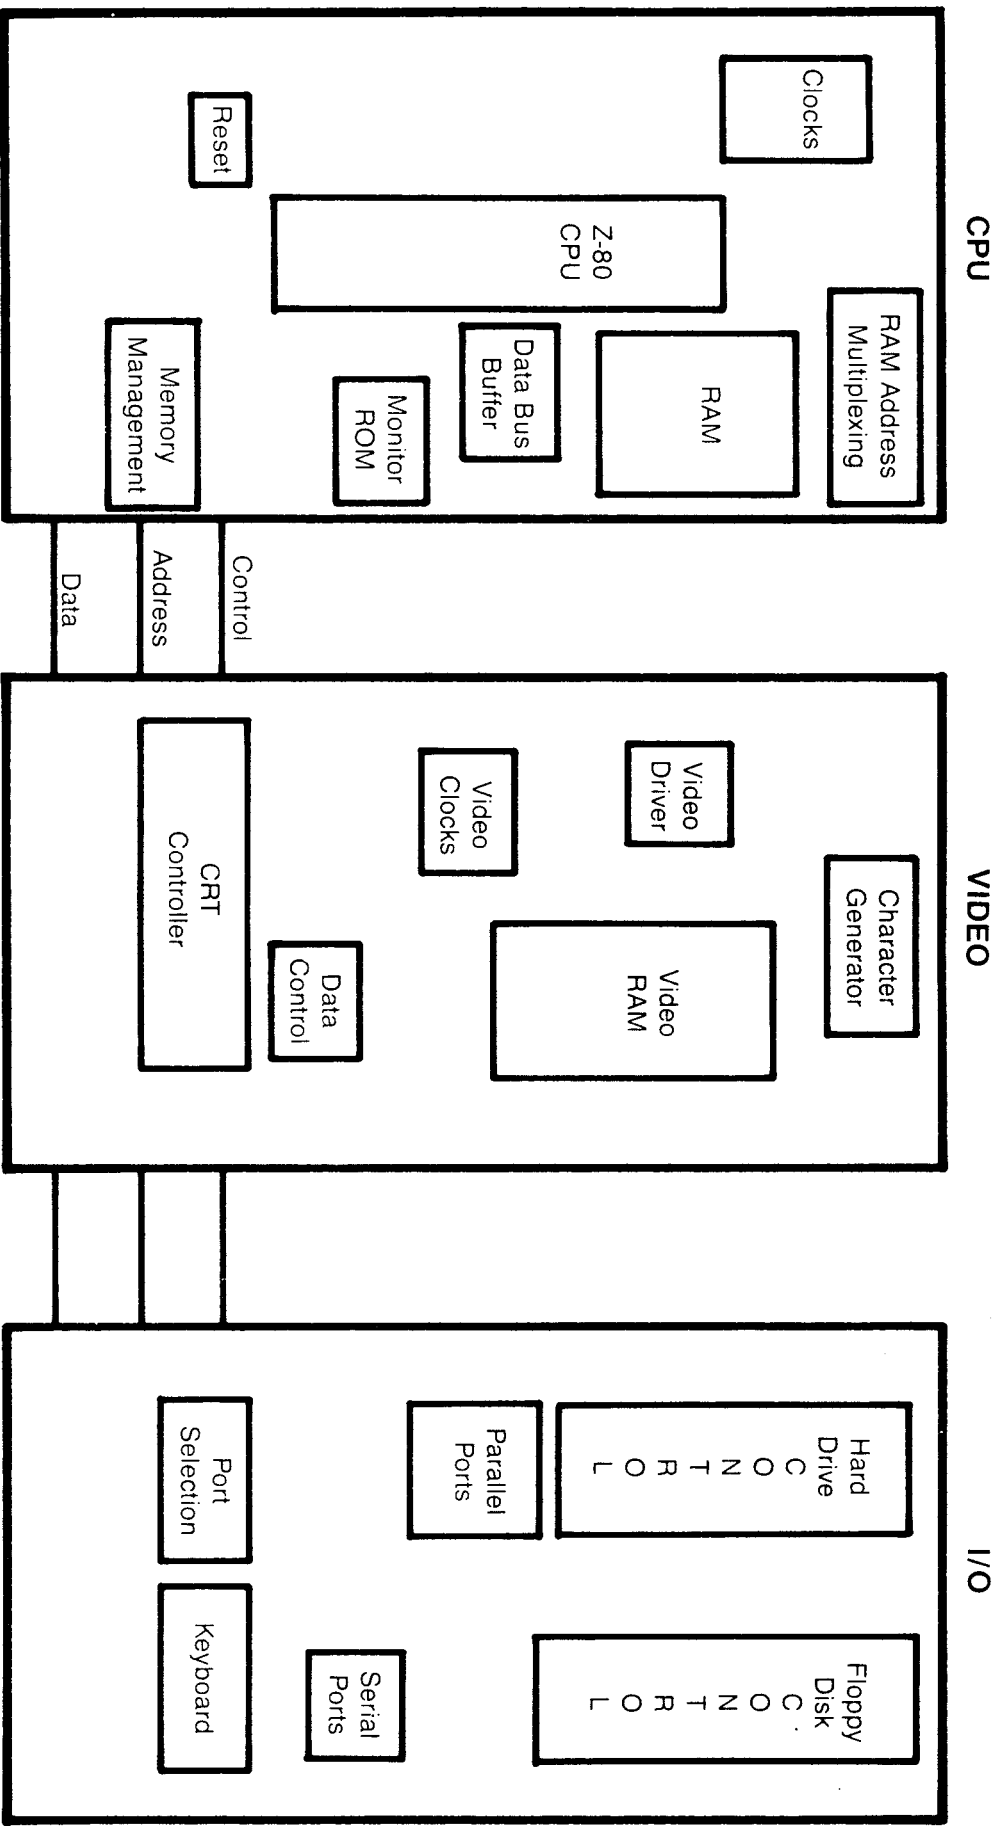 CPU
Clocks
RAM Address
Multiplexing
RAM
Z-80
CPU
Data Bus
Buffer
Monitor
ROM
Reset
Memory
Management
Control
Address
Data
VIDEO
Character
Generator
Video
Driver
Video
RAM
Video
Clocks
Data
Control
CRT
Controller
I/O
Hard
Drive
C
O
N
T
R
O
L
Floppy
Disk
C
O
N
T
R
O
L
Parallel
Ports
Serial
Ports
Port
Selection
Keyboard